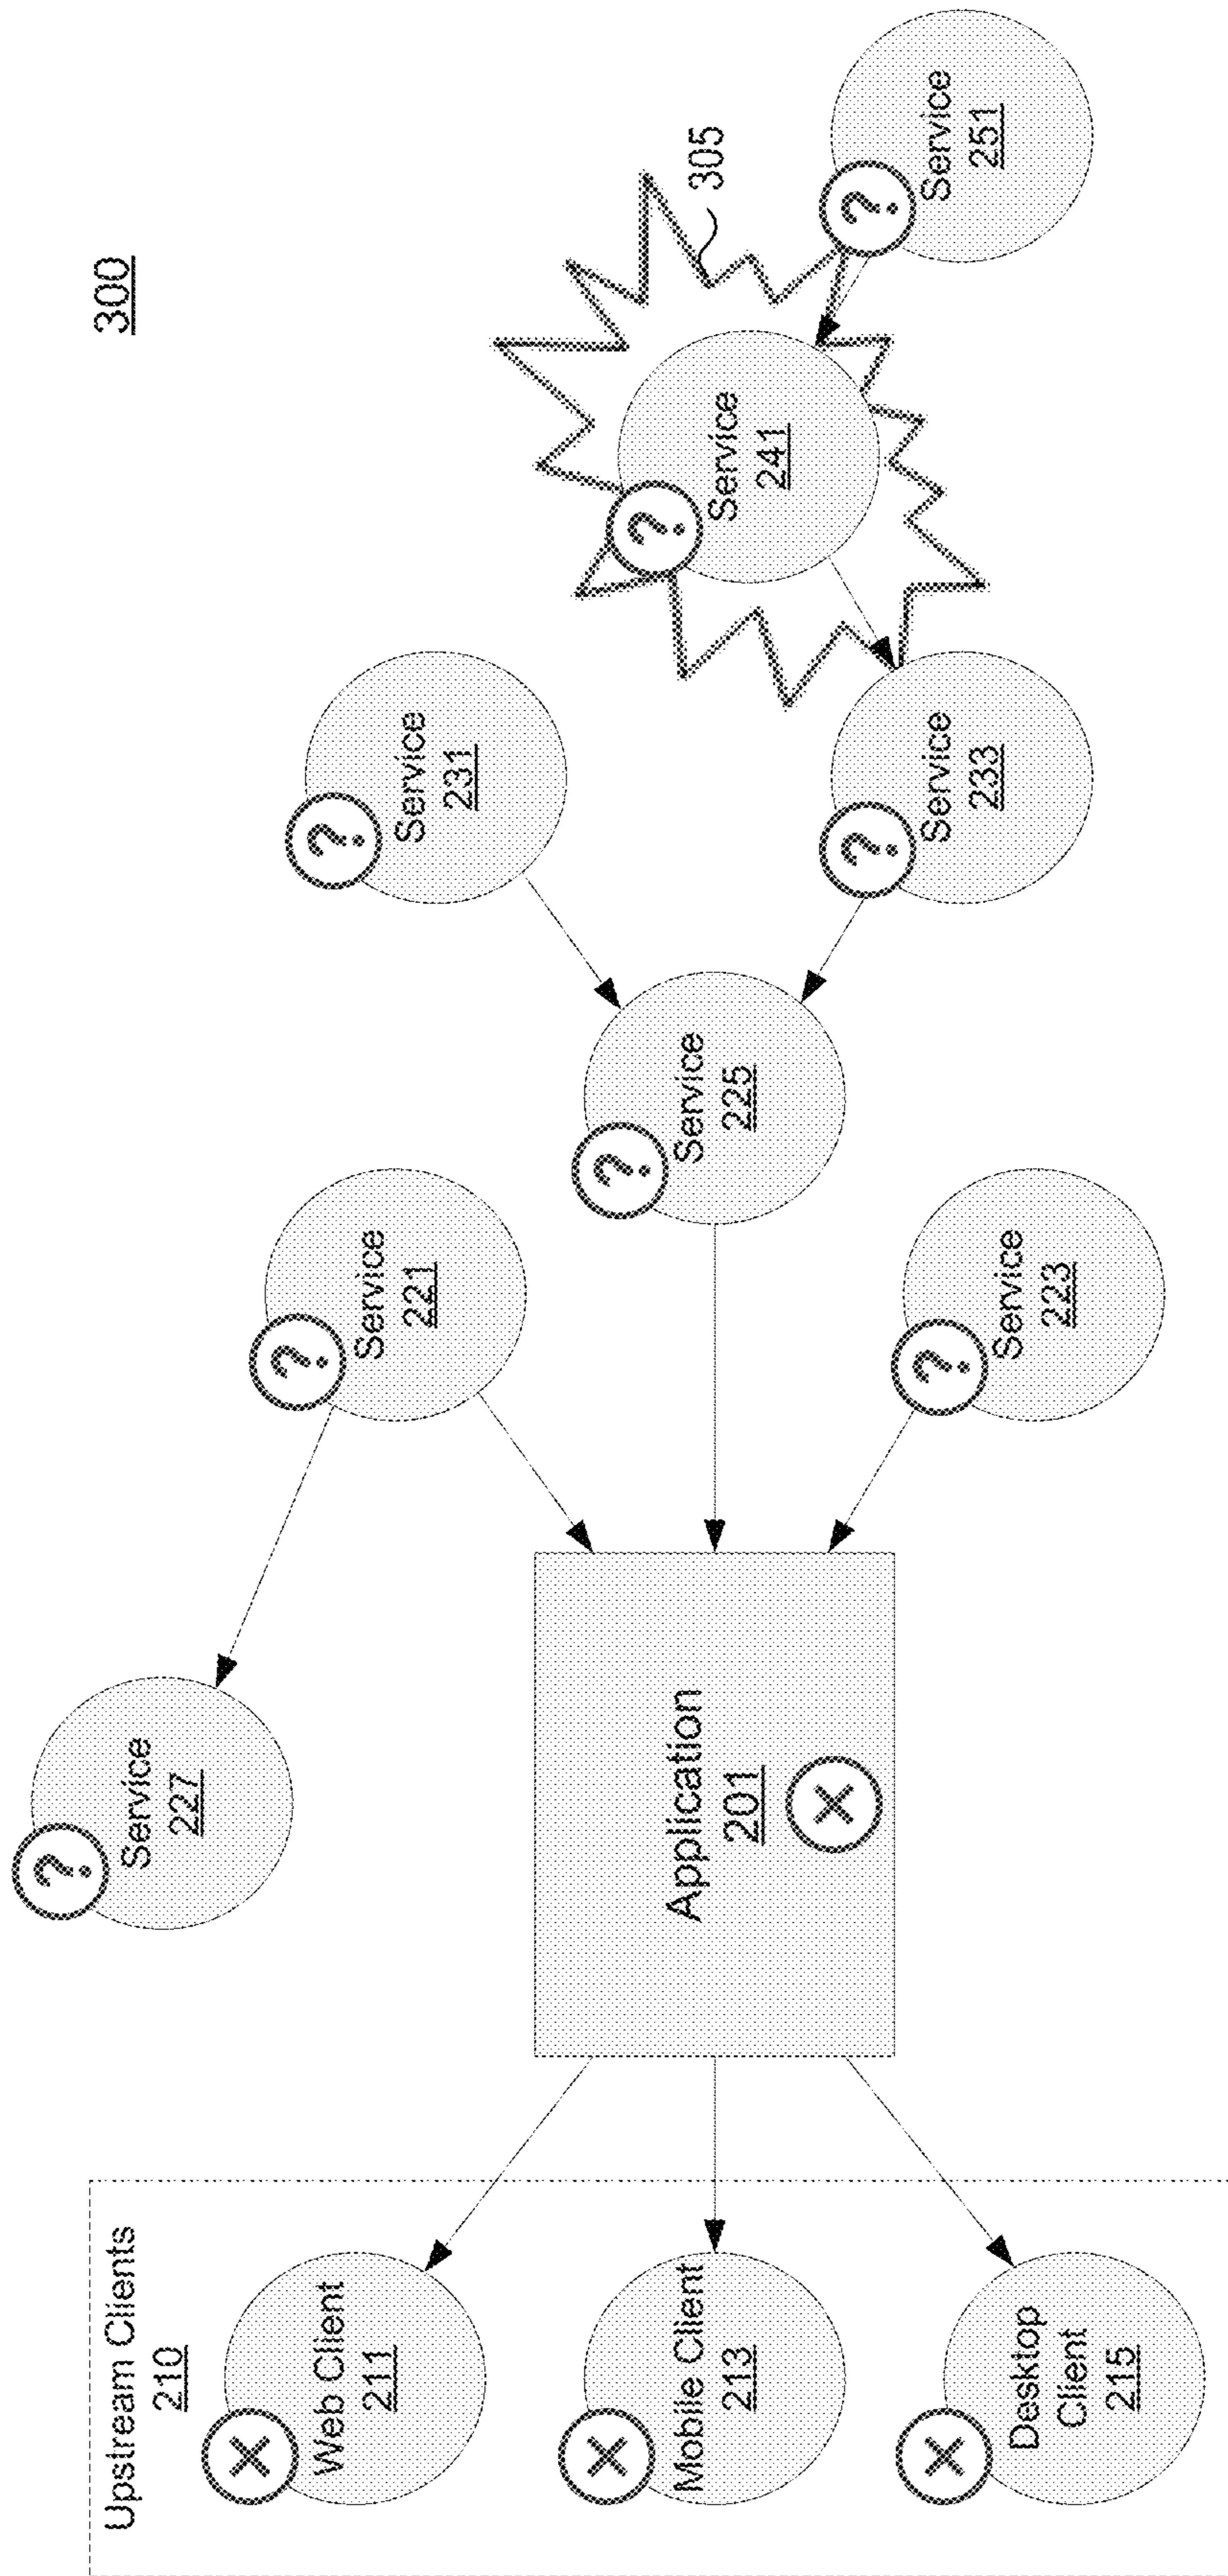 300
Upstream Clients
210
Web Client
211
Mobile Client
213
Desktop
Client
215
Application
201
Service
227
Service
221
Service
225
Service
223
Service
231
Service
233
Service
241
305
Service
251
?
?
?
?
?
?
?
?
X
X
X
X